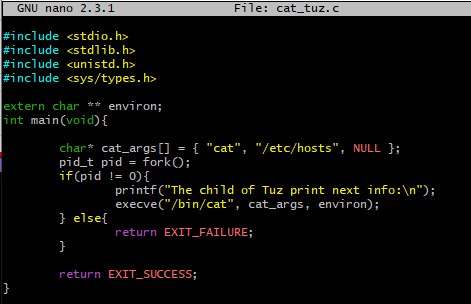 GNU nano 2.3.1 File: cat_tuz.c
#include <stdio.h>
#include <stdlib.h>
#include <unistd.h>
#include <sys/types.h>
extern char ** environ;
int main(void){
char* cat_args[] = { "cat", "/etc/hosts", NULL };
pid_t pid = fork();
if(pid != 0){
printf("The child of Tuz print next info:\n");
execve("/bin/cat", cat_args, environ);
} else{
return EXIT_FAILURE;
}
return EXIT_SUCCESS;
}